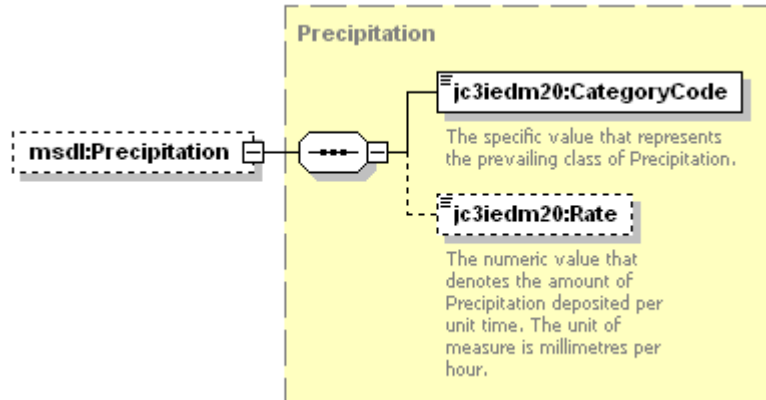 Precipitation
msdl:Precipitation
jc3iedm20:CategoryCode
The specific value that represents
the prevailing class of Precipitation.
jc3iedm20:Rate
The numeric value that
denotes the amount of
Precipitation deposited per
unit time. The unit of
measure is millimetres per
hour.